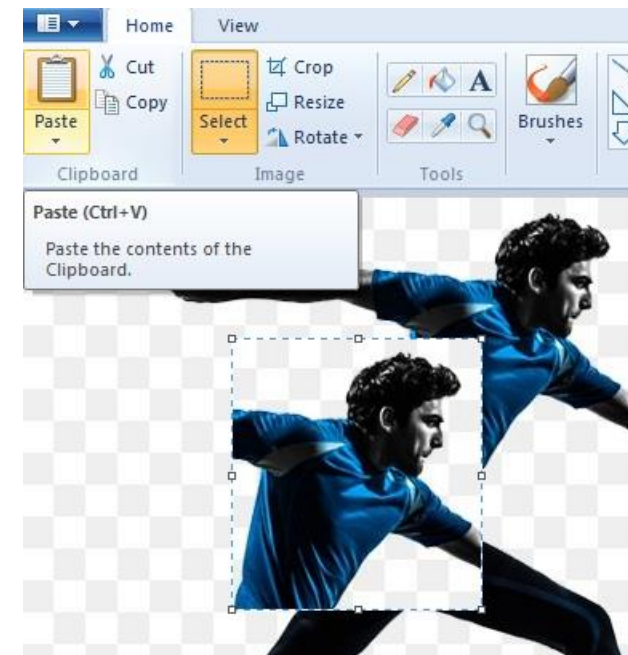 Home View
Cut
Copy
Paste
Clipboard
Crop
Resize
Rotate
Select
Image
A
Tools
Brushes
Paste (Ctrl+V)
Paste the contents of the
Clipboard.